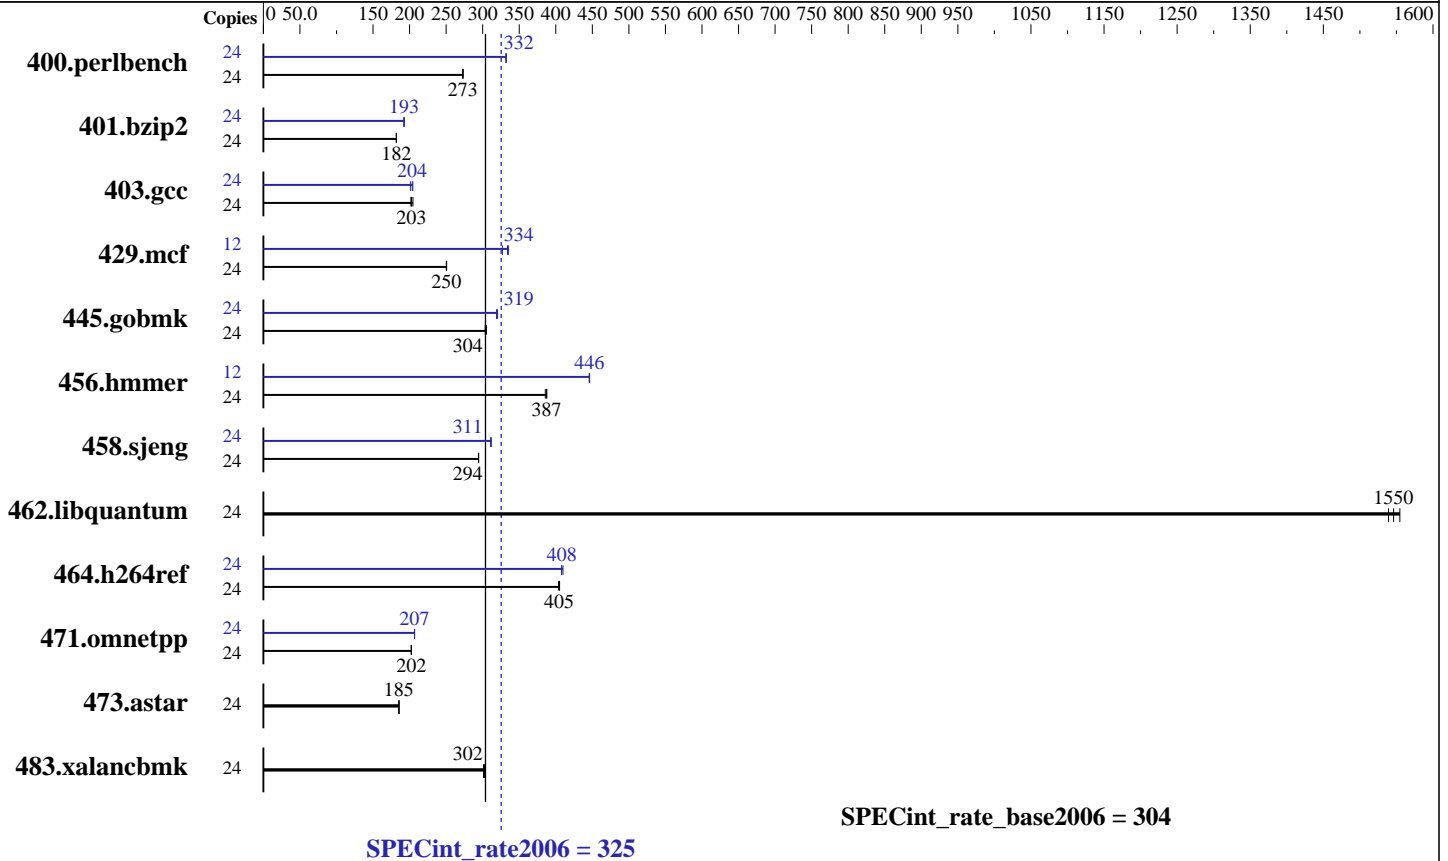 Copies 0 50.0 150 200 250 300 350 400 450 500 550 600 650 700 750 800 850 900 950 1050 1150 1250 1350 1450 1600
400.perlbench 24 332
24 273
401.bzip2 24 193
24 182
403.gcc 24 204
24 203
429.mcf 12 334
24 250
445.gobmk 24 319
24 304
456.hmmer 12 446
24 387
458.sjeng 24 311
24 294
462.libquantum 24 1550
464.h264ref 24 408
24 405
471.omnetpp 24 207
24 202
473.astar 24 185
483.xalancbmk 24 302
SPECint_rate_base2006 = 304
SPECint_rate2006 = 325